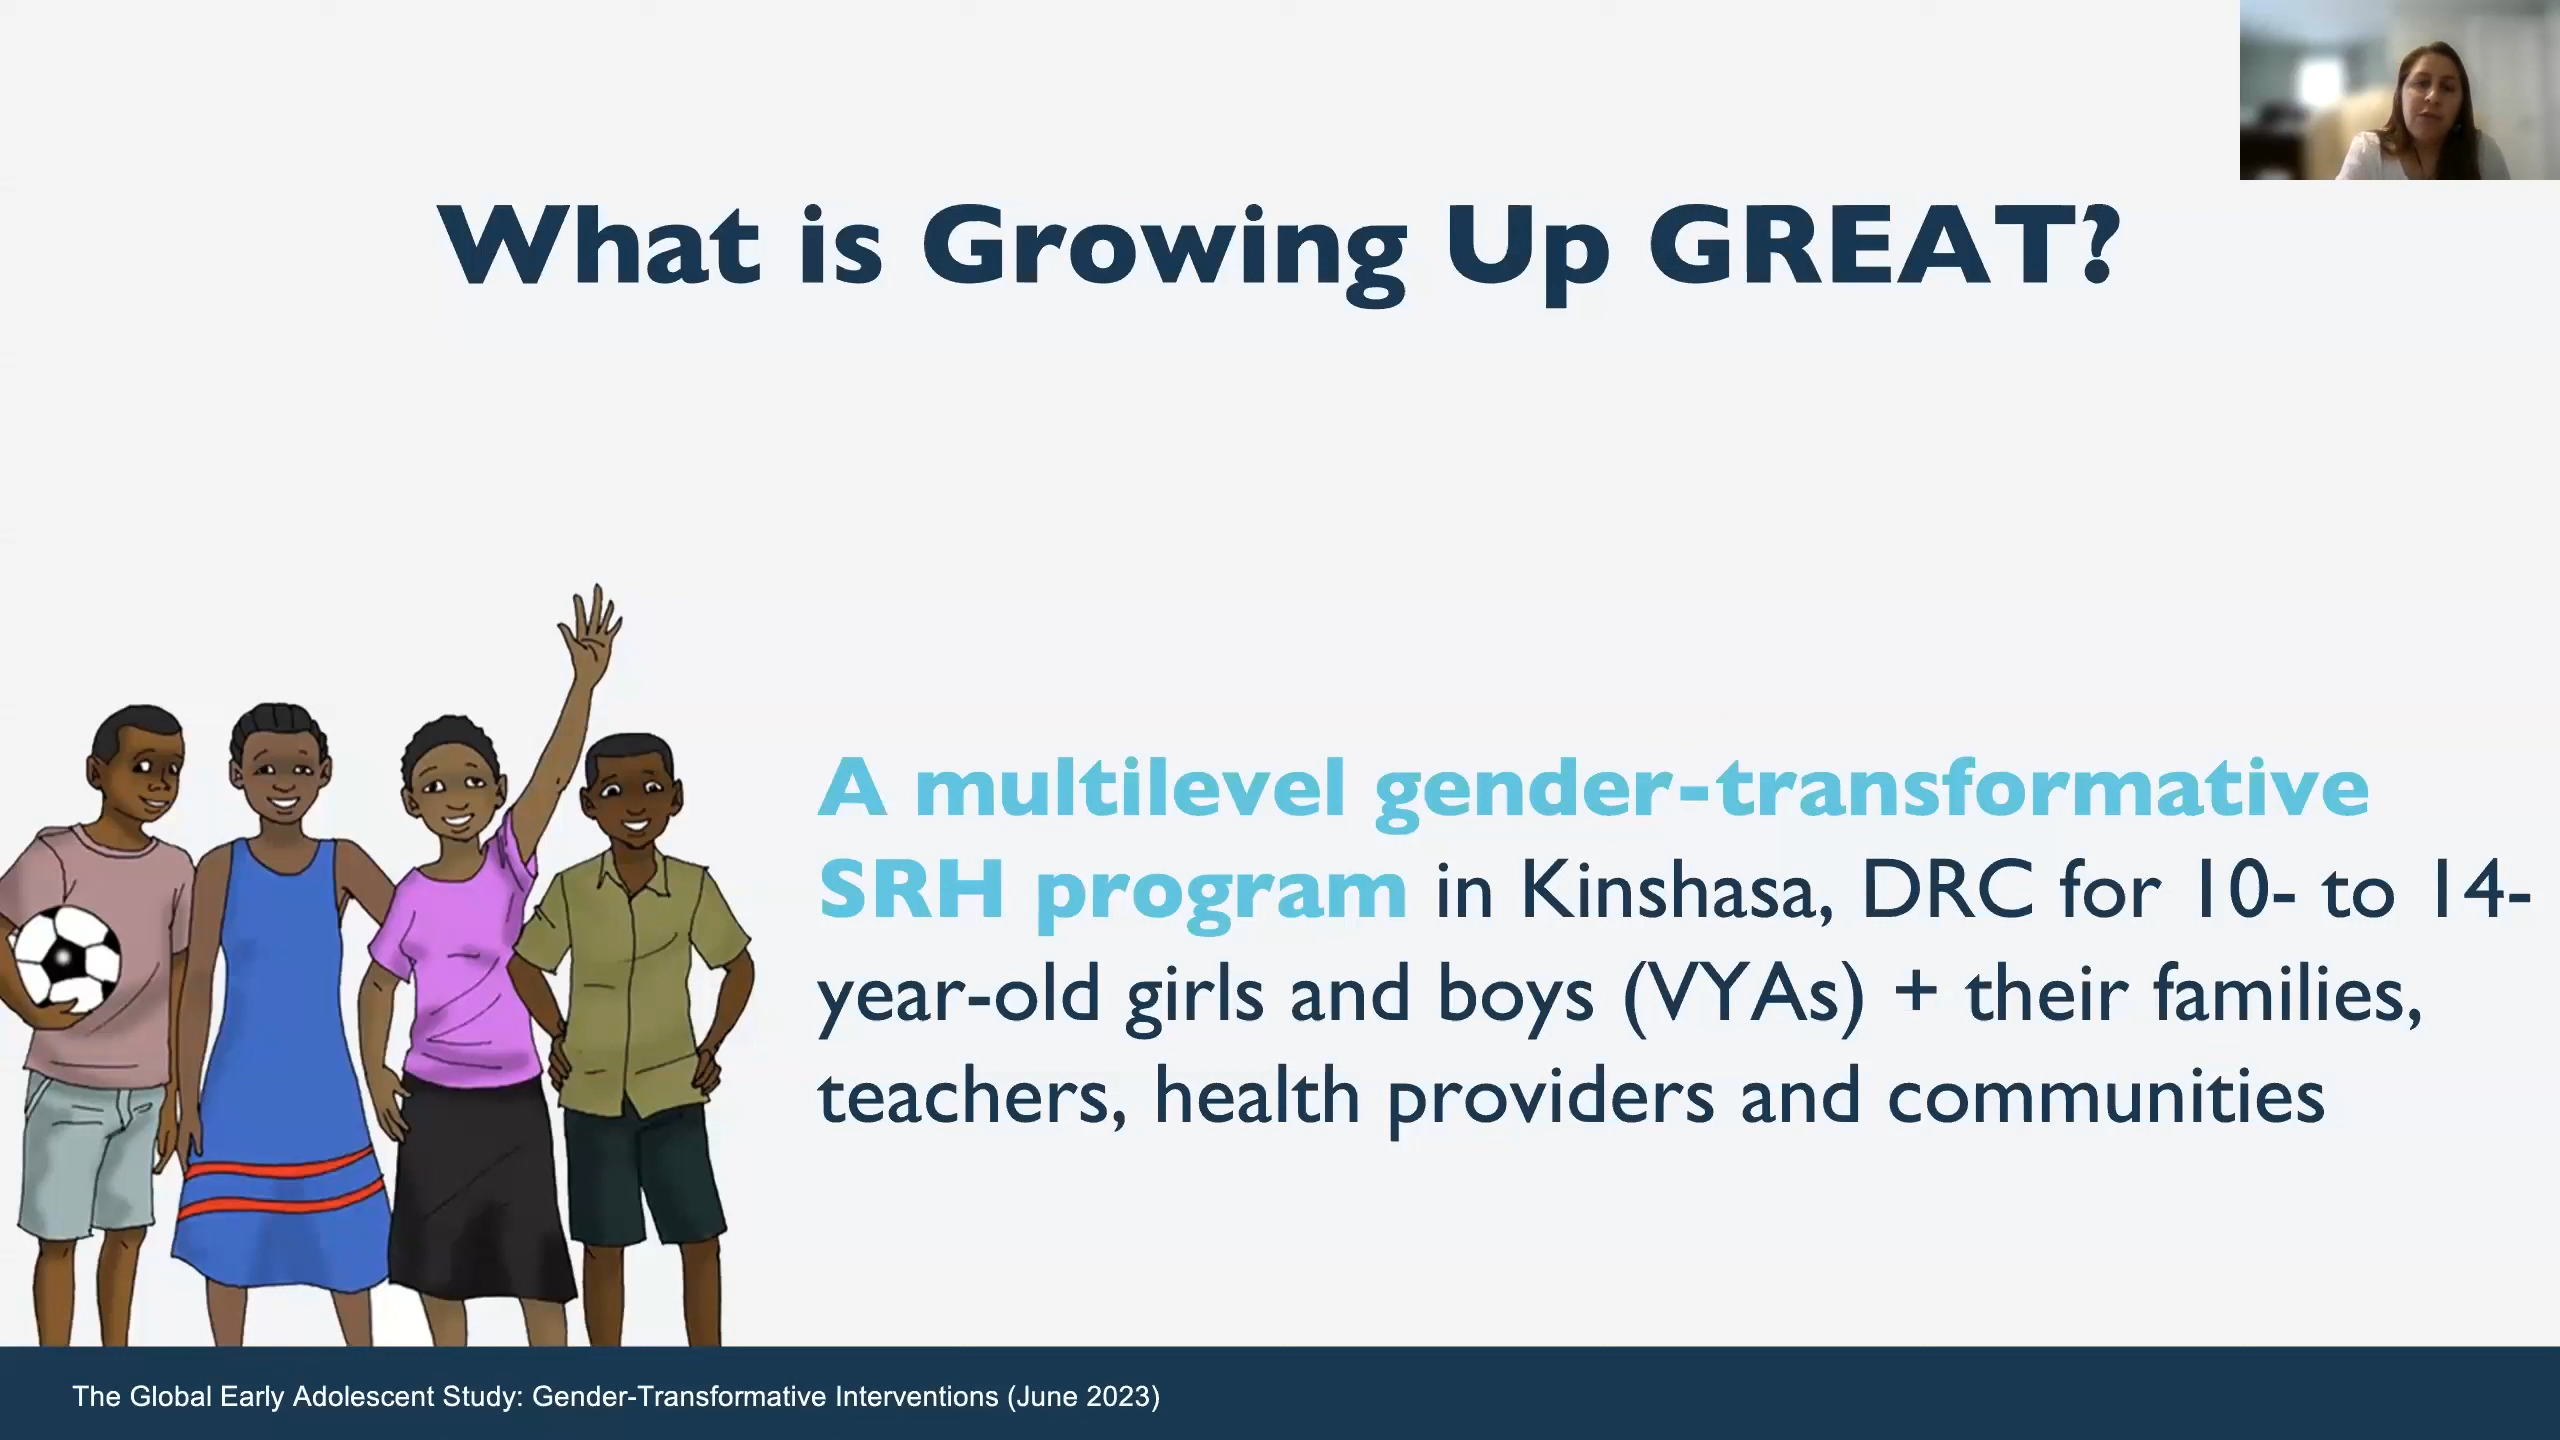 What is Growing Up GREAT?
A multilevel gender-transformative
SRH program in Kinshasa, DRC for 10- to 14-
year-old girls and boys (VYAs) + their families,
teachers, health providers and communities
The Global Early Adolescent Study: Gender-Transformative Interventions (June 2023)